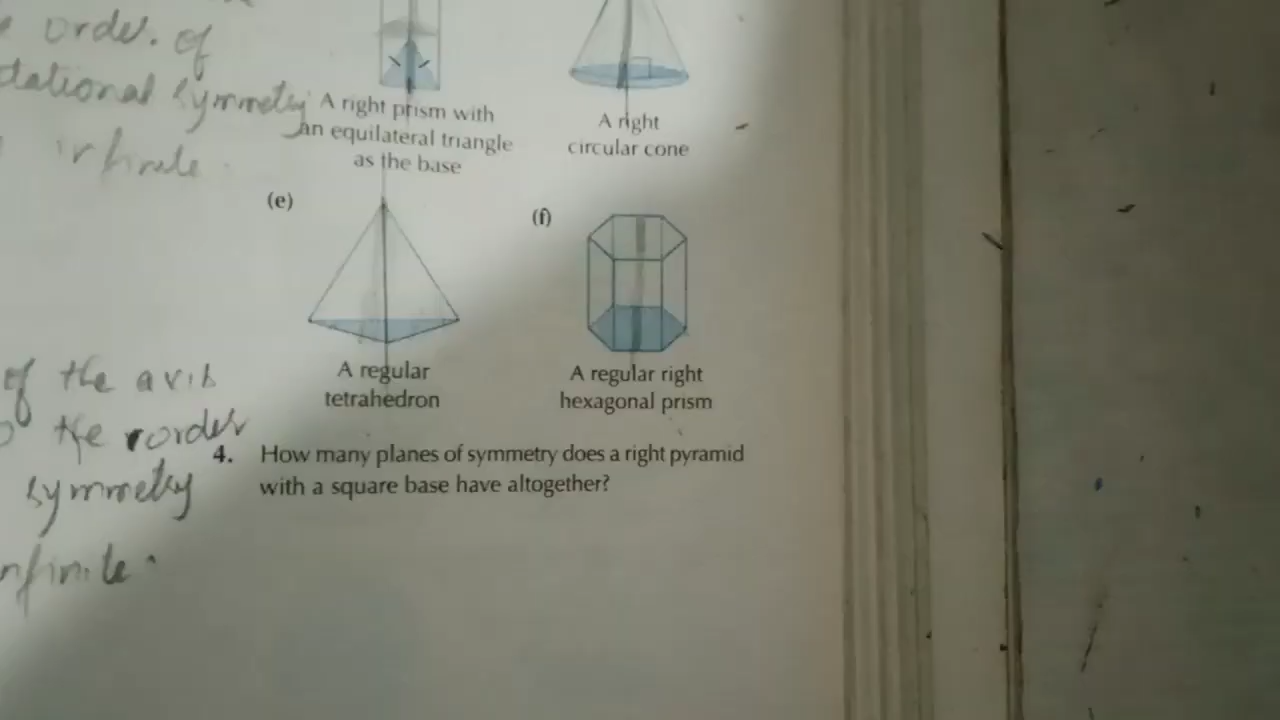 order. of
symmetry
A right prism with
an equilateral triangle
as the base
A right
circular cone
(e)
(f)
A regular
tetrahedron
A regular right
hexagonal prism
of the axis
the order
symmetry
4. How many planes of symmetry does a right pyramid
with a square base have altogether?